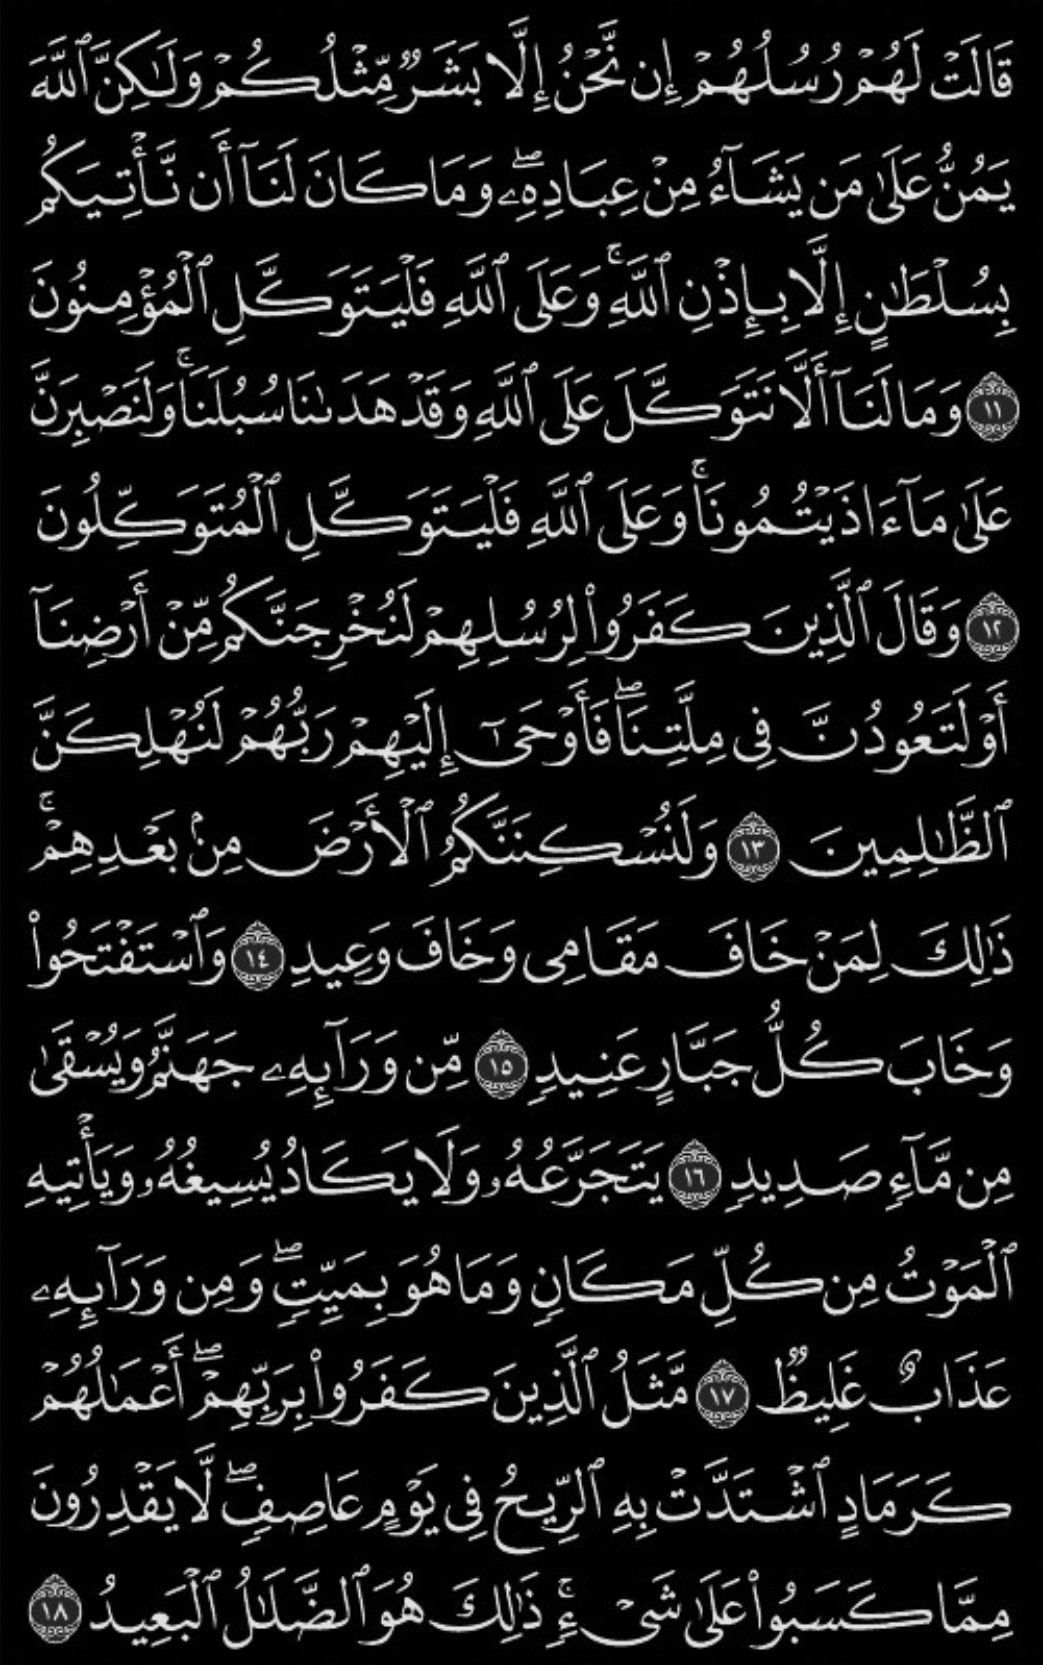 قَالَتْ لَهُمْ رُسُلُهُمْ إِن نَّحْنُ إِلَّا بَشَرٌ مِّثْلُكُمْ وَلَٰكِنَّ ٱللَّهَ
يَمُنُّ عَلَىٰ مَن يَشَآءُ مِنْ عِبَادِهِۦۖ وَمَا كَانَ لَنَآ أَن نَّأْتِيَكُم
بِسُلْطَٰنٍ إِلَّا بِإِذْنِ ٱللَّهِۚ وَعَلَى ٱللَّهِ فَلْيَتَوَكَّلِ ٱلْمُؤْمِنُونَ
١١ وَمَا لَنَآ أَلَّا نَتَوَكَّلَ عَلَى ٱللَّهِ وَقَدْ هَدَىٰنَا سُبُلَنَاۚ وَلَنَصْبِرَنَّ
عَلَىٰ مَآ ءَاذَيْتُمُونَاۚ وَعَلَى ٱللَّهِ فَلْيَتَوَكَّلِ ٱلْمُتَوَكِّلُونَ
١٢ وَقَالَ ٱلَّذِينَ كَفَرُوا۟ لِرُسُلِهِمْ لَنُخْرِجَنَّكُم مِّنْ أَرْضِنَآ
أَوْ لَتَعُودُنَّ فِى مِلَّتِنَاۖ فَأَوْحَىٰٓ إِلَيْهِمْ رَبُّهُمْ لَنُهْلِكَنَّ
ٱلظَّٰلِمِينَ ١٣ وَلَنُسْكِنَنَّكُمُ ٱلْأَرْضَ مِنۢ بَعْدِهِمْۚ
ذَٰلِكَ لِمَنْ خَافَ مَقَامِى وَخَافَ وَعِيدِ ١٤ وَٱسْتَفْتَحُوا۟
وَخَابَ كُلُّ جَبَّارٍ عَنِيدٍ ١٥ مِّن وَرَآئِهِۦ جَهَنَّمُ وَيُسْقَىٰ
مِن مَّآءٍ صَدِيدٍ ١٦ يَتَجَرَّعُهُۥ وَلَا يَكَادُ يُسِيغُهُۥ وَيَأْتِيهِ
ٱلْمَوْتُ مِن كُلِّ مَكَانٍ وَمَا هُوَ بِمَيِّتٍۖ وَمِن وَرَآئِهِۦ
عَذَابٌ غَلِيظٌ ١٧ مَّثَلُ ٱلَّذِينَ كَفَرُوا۟ بِرَبِّهِمْۖ أَعْمَٰلُهُمْ
كَرَمَادٍ ٱشْتَدَّتْ بِهِ ٱلرِّيحُ فِى يَوْمٍ عَاصِفٍۖ لَّا يَقْدِرُونَ
مِمَّا كَسَبُوا۟ عَلَىٰ شَىْءٍۚ ذَٰلِكَ هُوَ ٱلضَّلَٰلُ ٱلْبَعِيدُ ١٨